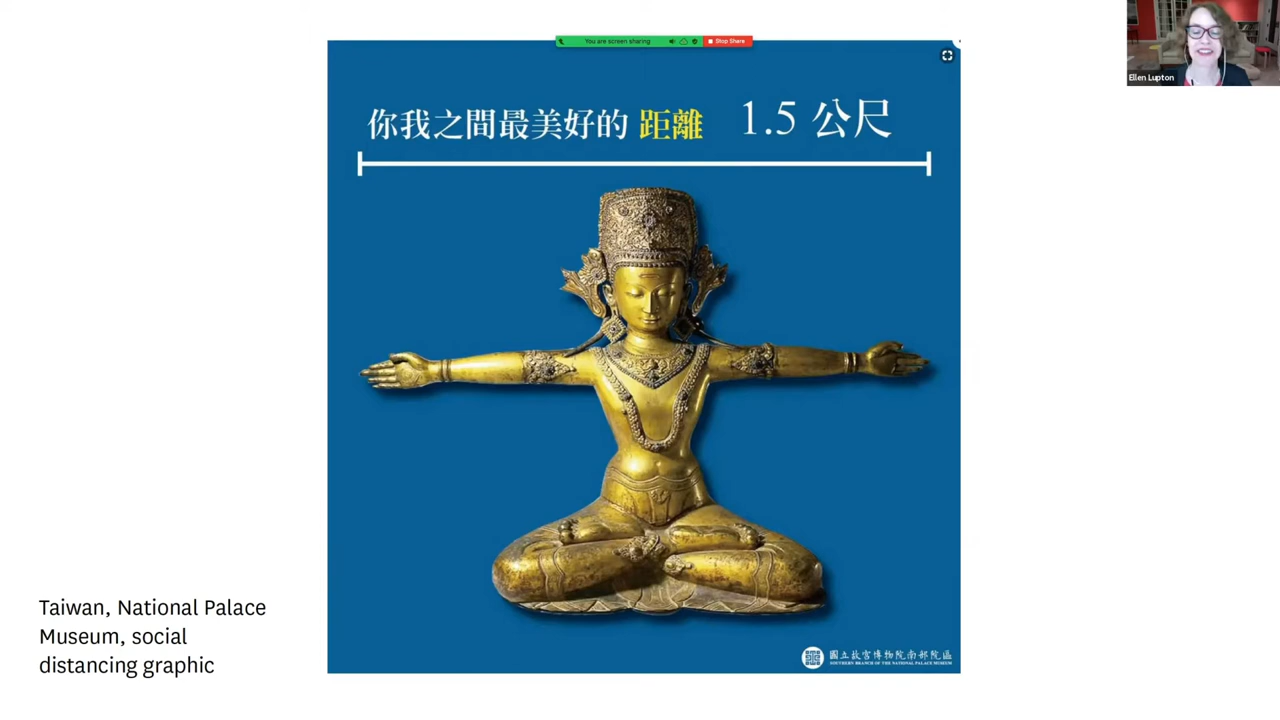 You are screen sharing
Stop Share
Ellen Lupton
你我之間最美好的 距離 1.5 公尺
Taiwan, National Palace
Museum, social
distancing graphic
國立故宮博物院南部院區
SOUTHERN BRANCH OF THE NATIONAL PALACE MUSEUM